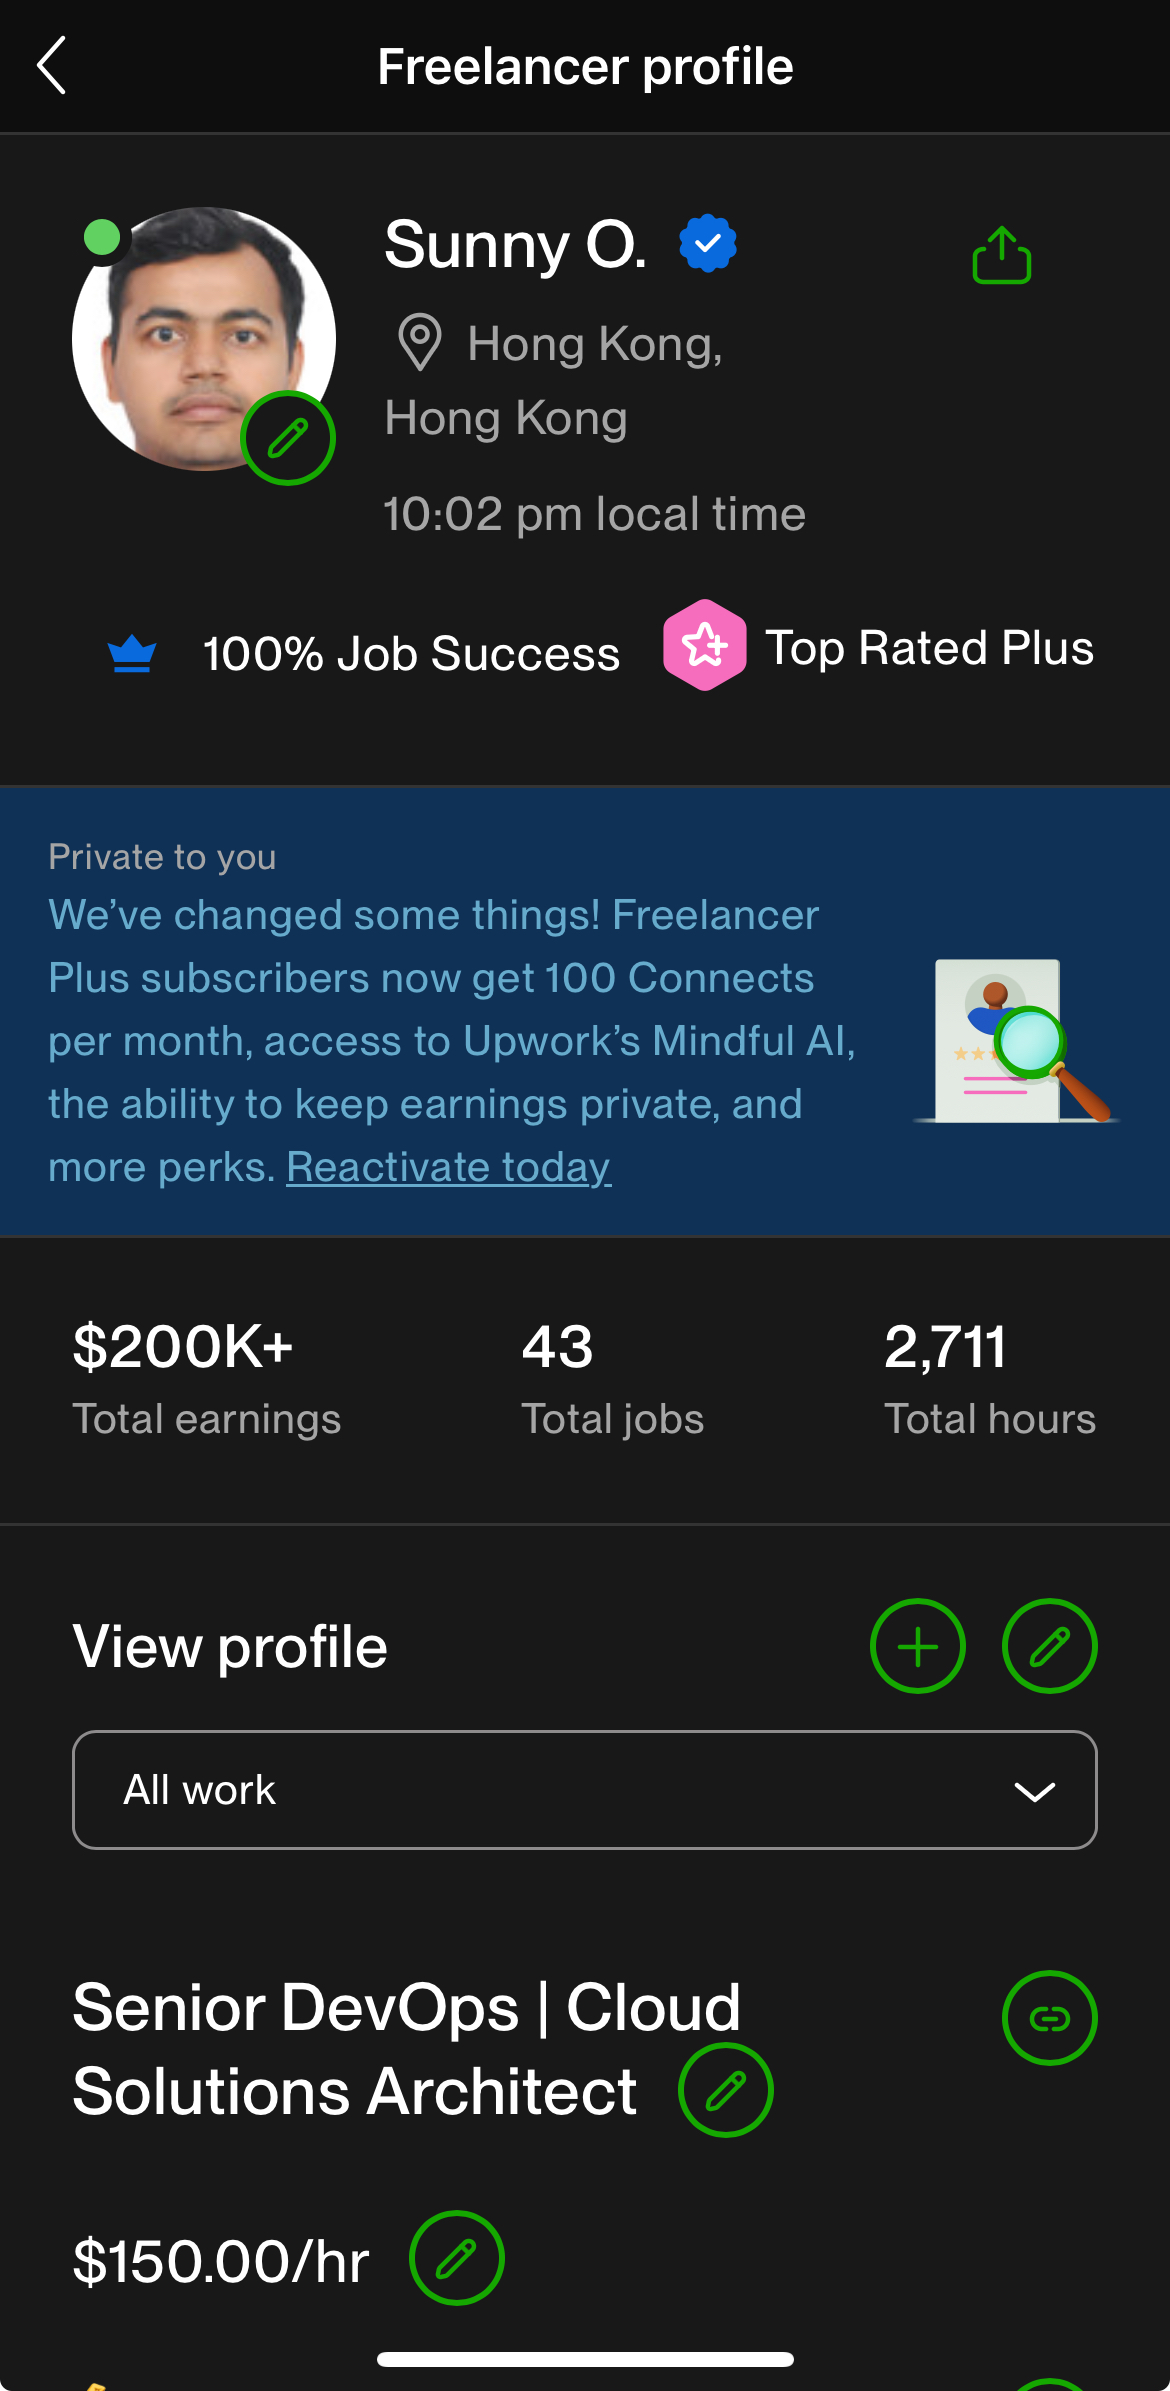 Freelancer profile
Sunny O.
Hong Kong,
Hong Kong
10:02 pm local time
100% Job Success
Top Rated Plus
Private to you
We’ve changed some things! Freelancer
Plus subscribers now get 100 Connects
per month, access to Upwork’s Mindful AI,
the ability to keep earnings private, and
more perks. Reactivate today
$200K+
Total earnings
43
Total jobs
2,711
Total hours
View profile
All work
Senior DevOps | Cloud
Solutions Architect
$150.00/hr